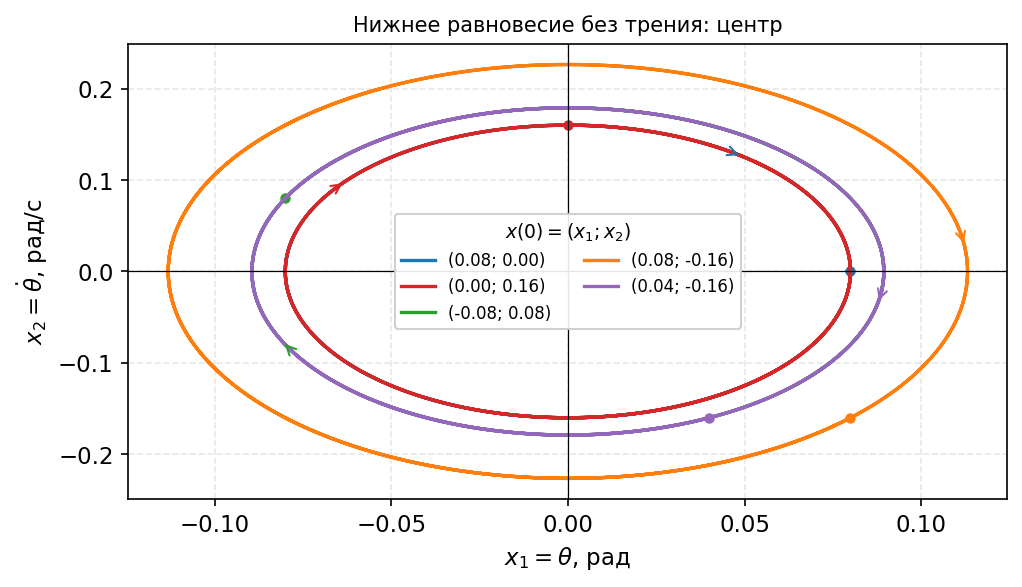 Нижнее равновесие без трения: центр
x₂ = θ̇, рад/с
0.2
0.1
0.0
−0.1
−0.2
x(0) = (x₁; x₂)
(0.08; 0.00) (0.08; -0.16)
(0.00; 0.16) (0.04; -0.16)
(-0.08; 0.08)
−0.10 −0.05 0.00 0.05 0.10
x₁ = θ, рад